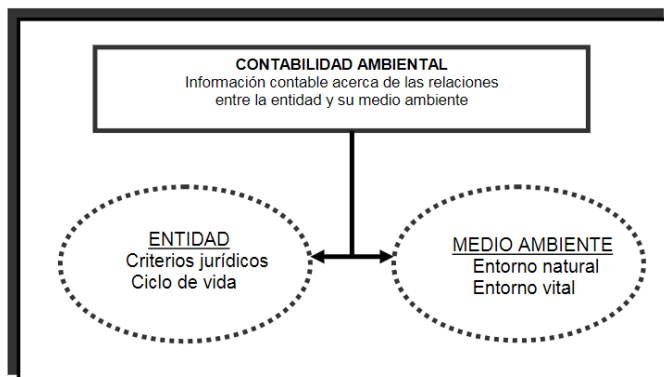 CONTABILIDAD AMBIENTAL
Información contable acerca de las relaciones
entre la entidad y su medio ambiente
ENTIDAD
Criterios jurídicos
Ciclo de vida
MEDIO AMBIENTE
Entorno natural
Entorno vital